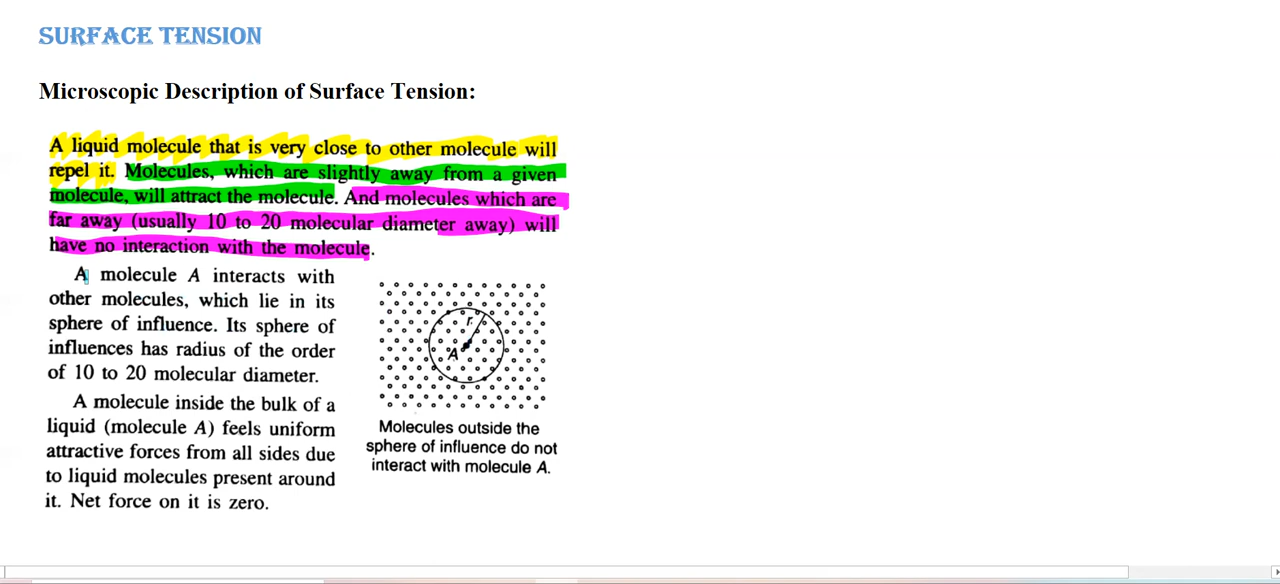 SURFACE TENSION
Microscopic Description of Surface Tension:
A liquid molecule that is very close to other molecule will
repel it. Molecules, which are slightly away from a given
molecule, will attract the molecule. And molecules which are
far away (usually 10 to 20 molecular diameter away) will
have no interaction with the molecule.
A molecule A interacts with
other molecules, which lie in its
sphere of influence. Its sphere of
influences has radius of the order
of 10 to 20 molecular diameter.
A molecule inside the bulk of a
liquid (molecule A) feels uniform
attractive forces from all sides due
to liquid molecules present around
it. Net force on it is zero.
r
A
Molecules outside the
sphere of influence do not
interact with molecule A.